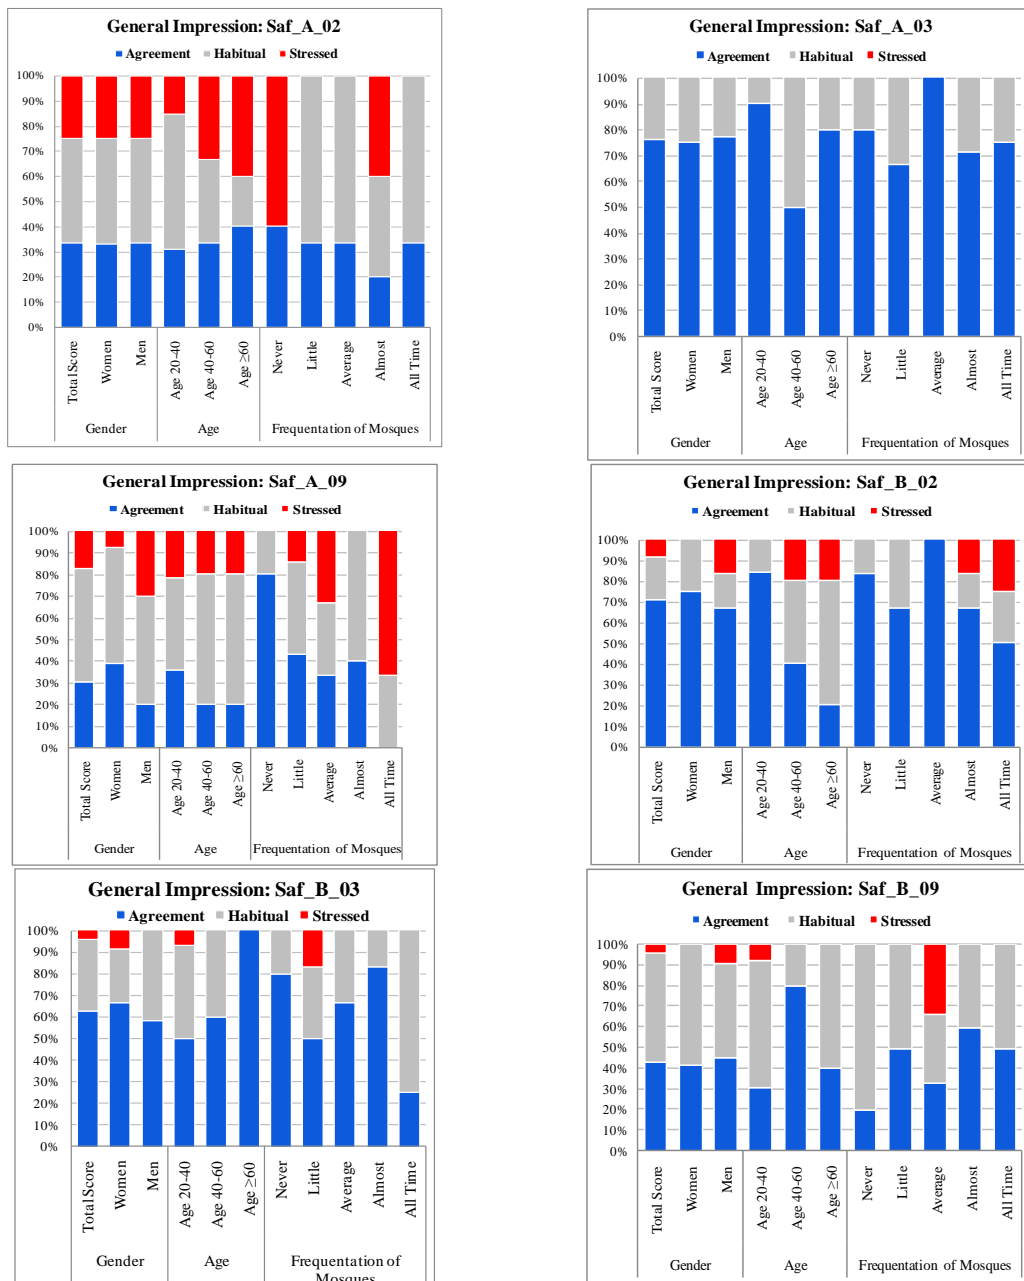 General Impression: Saf_A_02
Agreement Habitual Stressed
100%
90%
80%
70%
60%
50%
40%
30%
20%
10%
0%
Total Score
Women
Men
Age 20-40
Age 40-60
Age ≥60
Never
Little
Average
Almost
All Time
Gender Age Frequentation of Mosques
General Impression: Saf_A_03
Agreement Habitual Stressed
100%
90%
80%
70%
60%
50%
40%
30%
20%
10%
0%
Total Score
Women
Men
Age 20-40
Age 40-60
Age ≥60
Never
Little
Average
Almost
All Time
Gender Age Frequentation of Mosques
General Impression: Saf_A_09
Agreement Habitual Stressed
100%
90%
80%
70%
60%
50%
40%
30%
20%
10%
0%
Total Score
Women
Men
Age 20-40
Age 40-60
Age ≥60
Never
Little
Average
Almost
All Time
Gender Age Frequentation of Mosques
General Impression: Saf_B_02
Agreement Habitual Stressed
100%
90%
80%
70%
60%
50%
40%
30%
20%
10%
0%
Total Score
Women
Men
Age 20-40
Age 40-60
Age ≥60
Never
Little
Average
Almost
All Time
Gender Age Frequentation of Mosques
General Impression: Saf_B_03
Agreement Habitual Stressed
100%
90%
80%
70%
60%
50%
40%
30%
20%
10%
0%
Total Score
Women
Men
Age 20-40
Age 40-60
Age ≥60
Never
Little
Average
Almost
All Time
Gender Age Frequentation of
Mosques
General Impression: Saf_B_09
Agreement Habitual Stressed
100%
90%
80%
70%
60%
50%
40%
30%
20%
10%
0%
Total Score
Women
Men
Age 20-40
Age 40-60
Age ≥60
Never
Little
Average
Almost
All Time
Gender Age Frequentation of Mosques